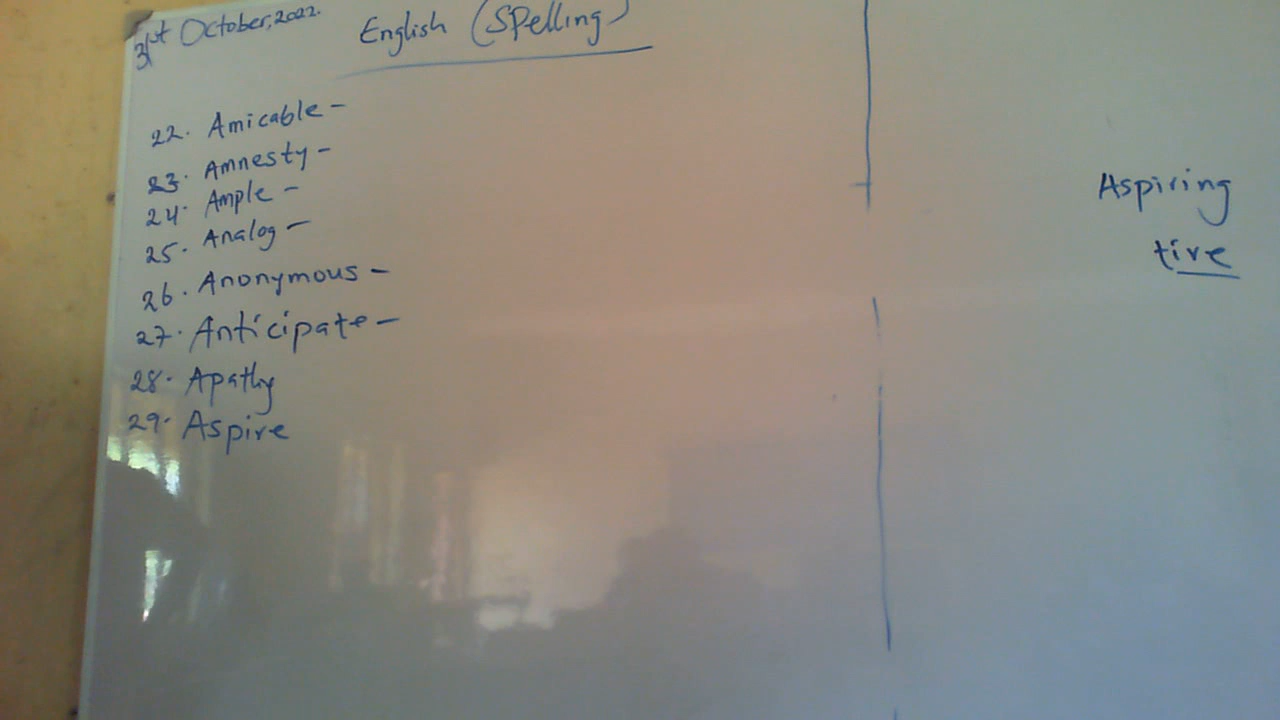 31st October, 2022.
English (Spelling)
22. Amicable -
23. Amnesty -
24. Ample -
25. Analog -
26. Anonymous -
27. Anticipate -
28. Apathy
29. Aspire
Aspiring
tire